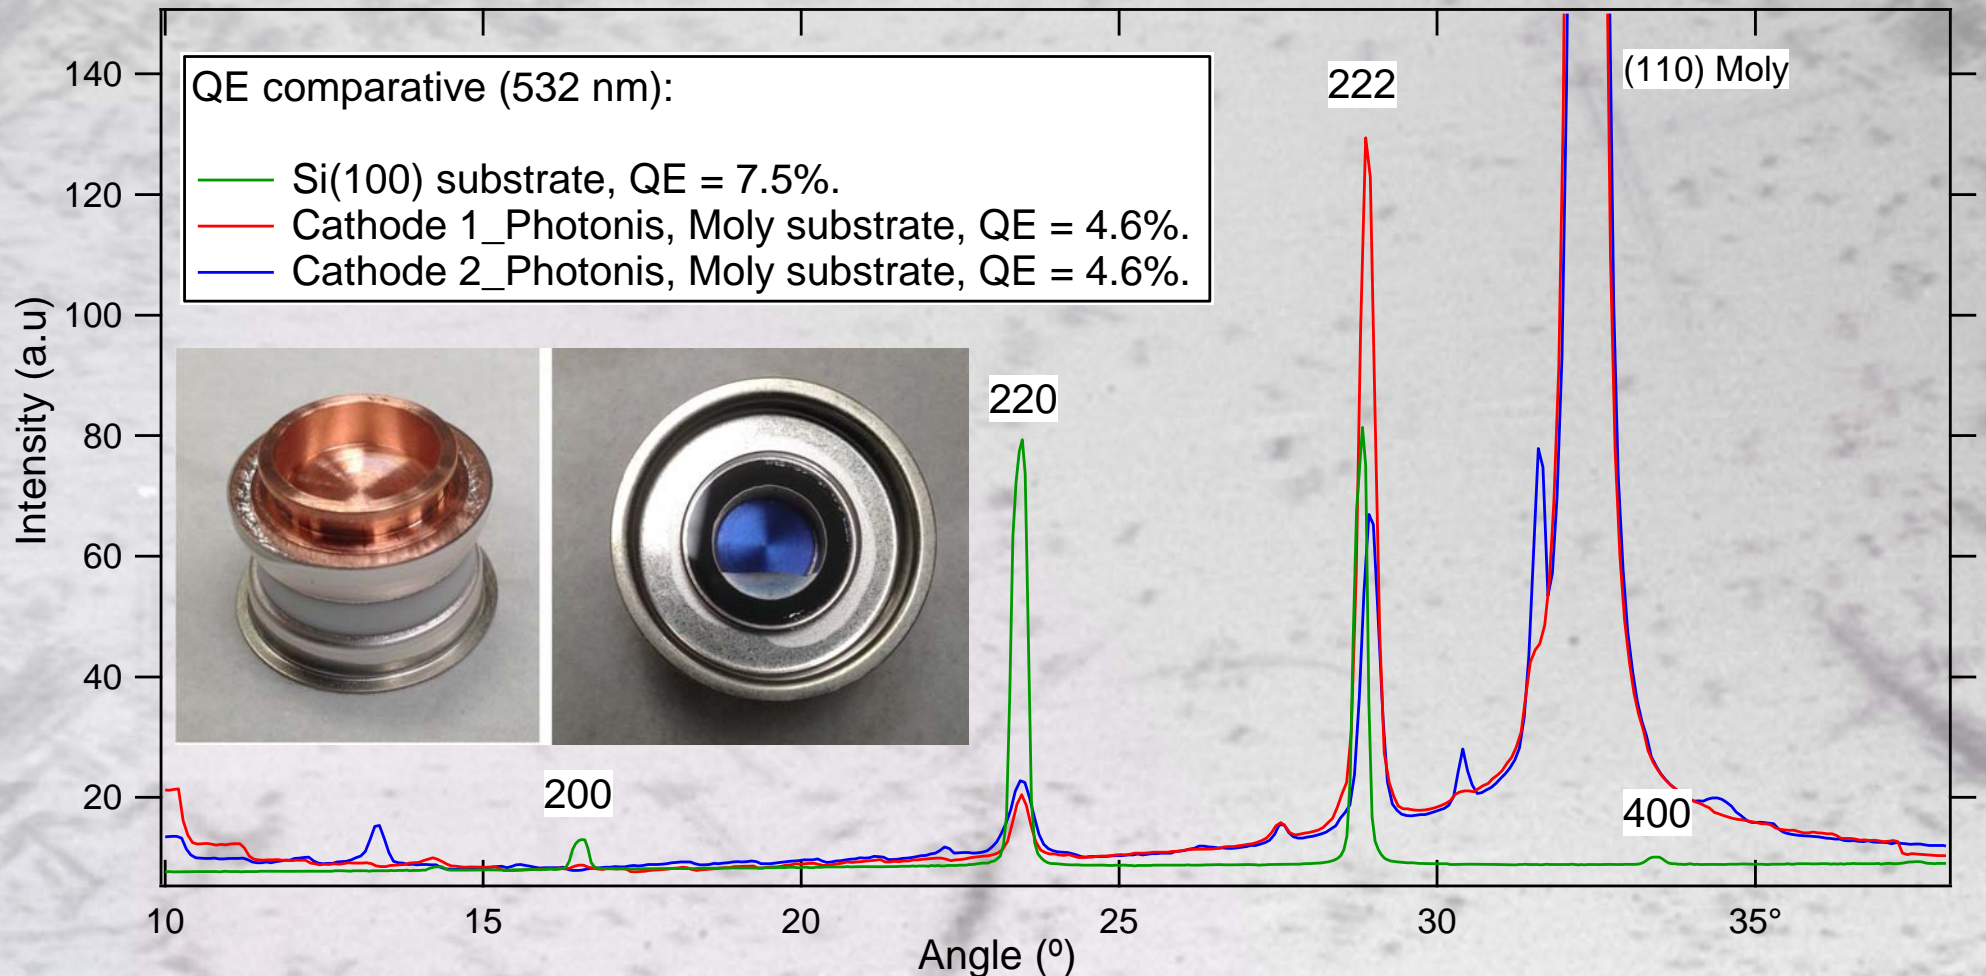 140
120
100
80
60
40
20
Intensity (a.u)
QE comparative (532 nm):
Si(100) substrate, QE = 7.5%.
Cathode 1_Photonis, Moly substrate, QE = 4.6%.
Cathode 2_Photonis, Moly substrate, QE = 4.6%.
222
(110) Moly
220
200
400
10
15
20
25
30
35°
Angle (º)